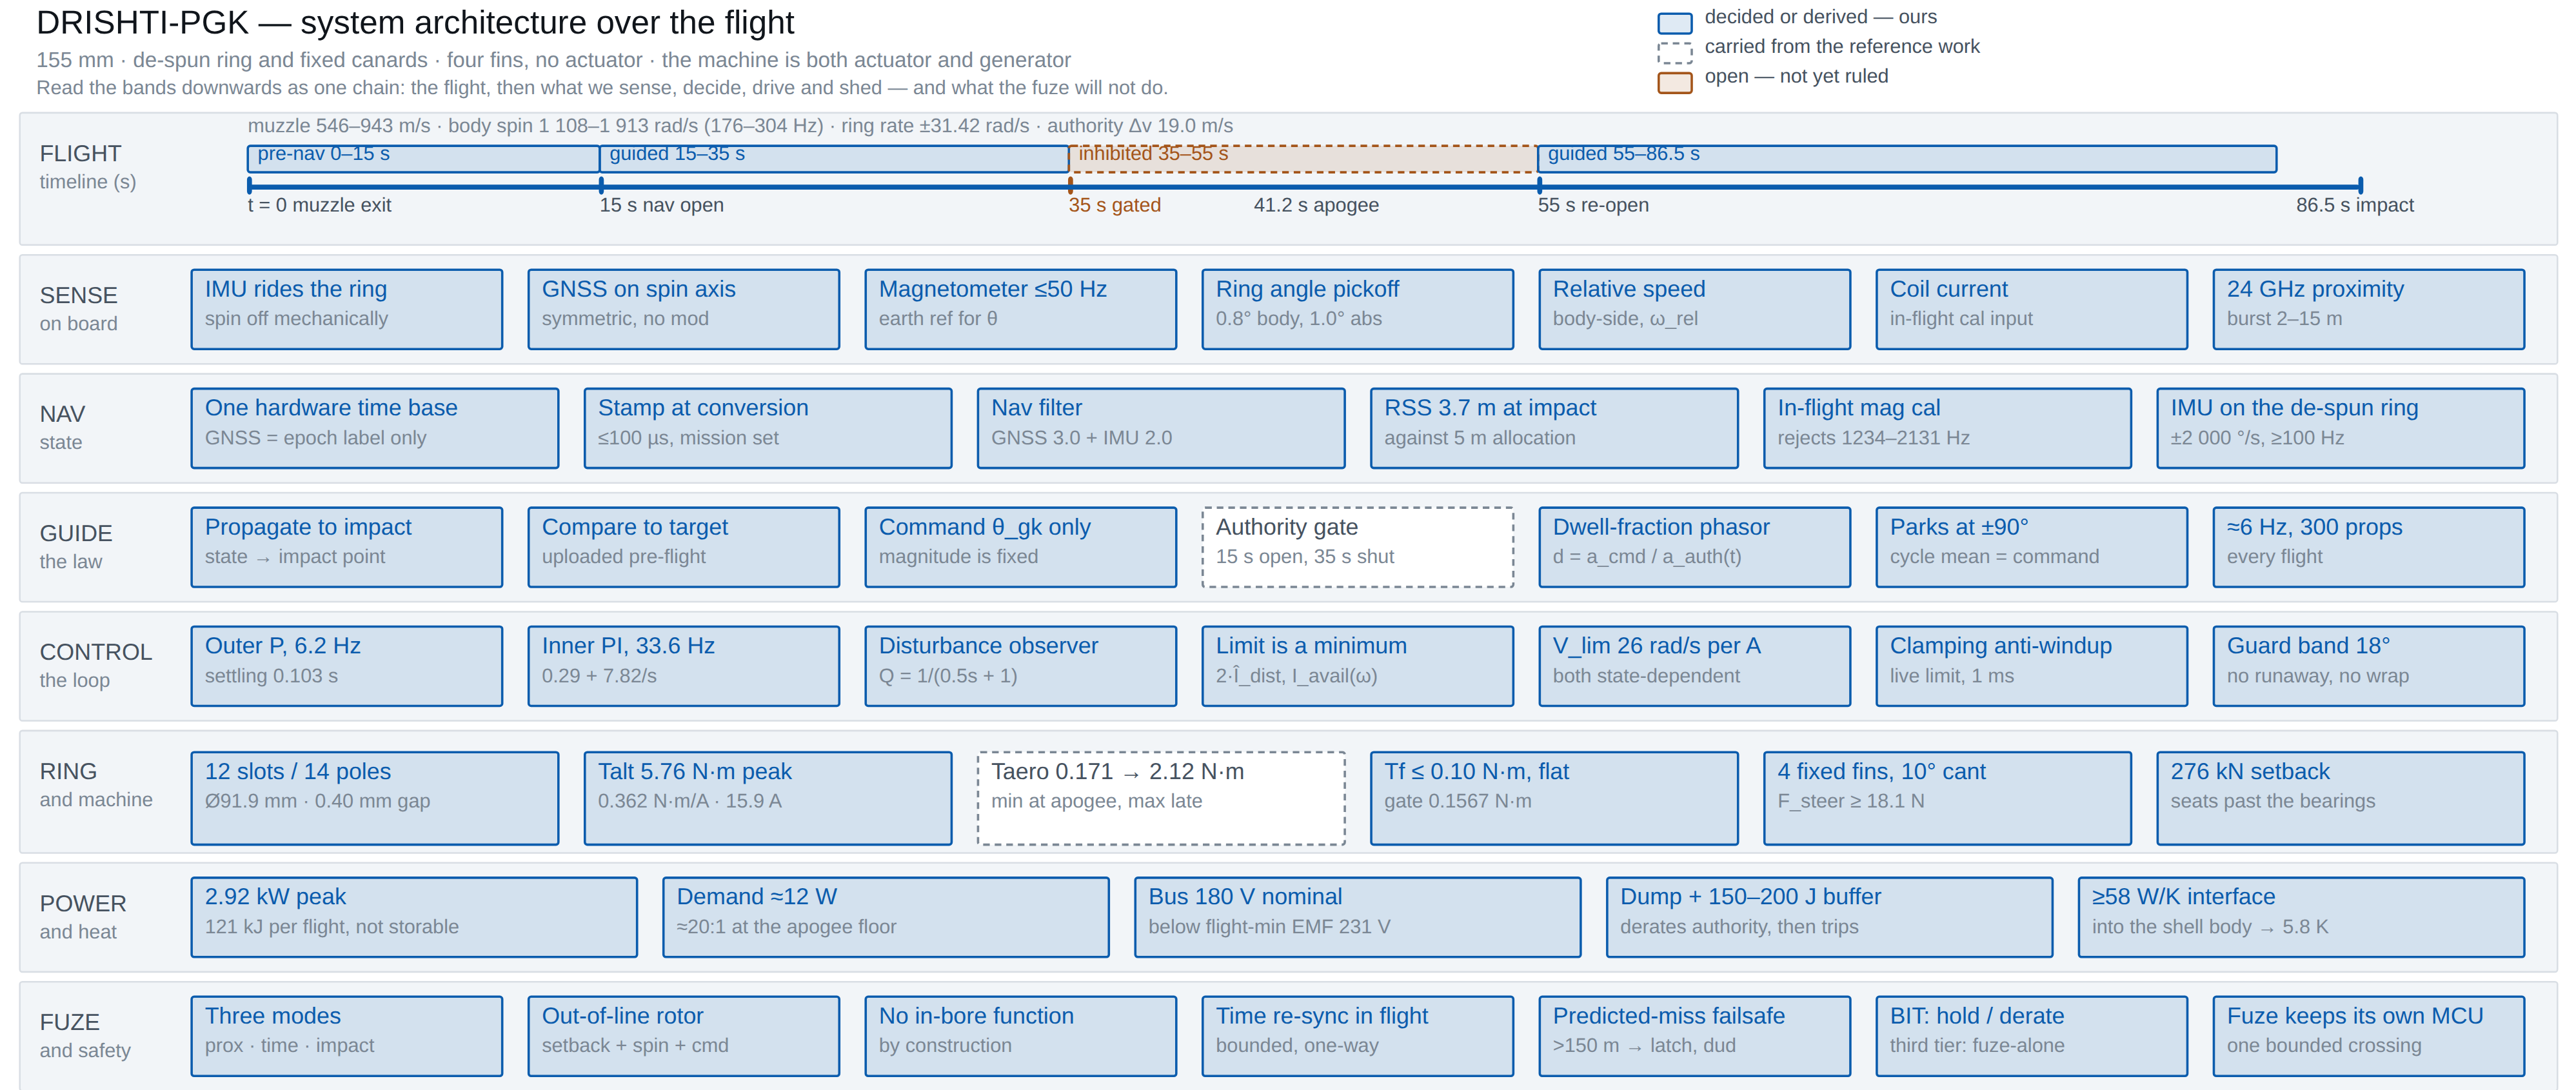 DRISHTI-PGK — system architecture over the flight
155 mm · de-spun ring and fixed canards · four fins, no actuator · the machine is both actuator and generator
Read the bands downwards as one chain: the flight, then what we sense, decide, drive and shed — and what the fuze will not do.
decided or derived — ours
carried from the reference work
open — not yet ruled
FLIGHT
timeline (s)
muzzle 546–943 m/s · body spin 1 108–1 913 rad/s (176–304 Hz) · ring rate ±31.42 rad/s · authority Δv 19.0 m/s
pre-nav 0–15 s
guided 15–35 s
inhibited 35–55 s
guided 55–86.5 s
t = 0 muzzle exit
15 s nav open
35 s gated
41.2 s apogee
55 s re-open
86.5 s impact
SENSE
on board
IMU rides the ring
spin off mechanically
GNSS on spin axis
symmetric, no mod
Magnetometer ≤50 Hz
earth ref for θ
Ring angle pickoff
0.8° body, 1.0° abs
Relative speed
body-side, ω_rel
Coil current
in-flight cal input
24 GHz proximity
burst 2–15 m
NAV
state
One hardware time base
GNSS = epoch label only
Stamp at conversion
≤100 µs, mission set
Nav filter
GNSS 3.0 + IMU 2.0
RSS 3.7 m at impact
against 5 m allocation
In-flight mag cal
rejects 1234–2131 Hz
IMU on the de-spun ring
±2 000 °/s, ≥100 Hz
GUIDE
the law
Propagate to impact
state → impact point
Compare to target
uploaded pre-flight
Command θ_gk only
magnitude is fixed
Authority gate
15 s open, 35 s shut
Dwell-fraction phasor
d = a_cmd / a_auth(t)
Parks at ±90°
cycle mean = command
≈6 Hz, 300 props
every flight
CONTROL
the loop
Outer P, 6.2 Hz
settling 0.103 s
Inner PI, 33.6 Hz
0.29 + 7.82/s
Disturbance observer
Q = 1/(0.5s + 1)
Limit is a minimum
2·Î_dist, I_avail(ω)
V_lim 26 rad/s per A
both state-dependent
Clamping anti-windup
live limit, 1 ms
Guard band 18°
no runaway, no wrap
RING
and machine
12 slots / 14 poles
Ø91.9 mm · 0.40 mm gap
Talt 5.76 N·m peak
0.362 N·m/A · 15.9 A
Taero 0.171 → 2.12 N·m
min at apogee, max late
Tf ≤ 0.10 N·m, flat
gate 0.1567 N·m
4 fixed fins, 10° cant
F_steer ≥ 18.1 N
276 kN setback
seats past the bearings
POWER
and heat
2.92 kW peak
121 kJ per flight, not storable
Demand ≈12 W
≈20:1 at the apogee floor
Bus 180 V nominal
below flight-min EMF 231 V
Dump + 150–200 J buffer
derates authority, then trips
≥58 W/K interface
into the shell body → 5.8 K
FUZE
and safety
Three modes
prox · time · impact
Out-of-line rotor
setback + spin + cmd
No in-bore function
by construction
Time re-sync in flight
bounded, one-way
Predicted-miss failsafe
>150 m → latch, dud
BIT: hold / derate
third tier: fuze-alone
Fuze keeps its own MCU
one bounded crossing